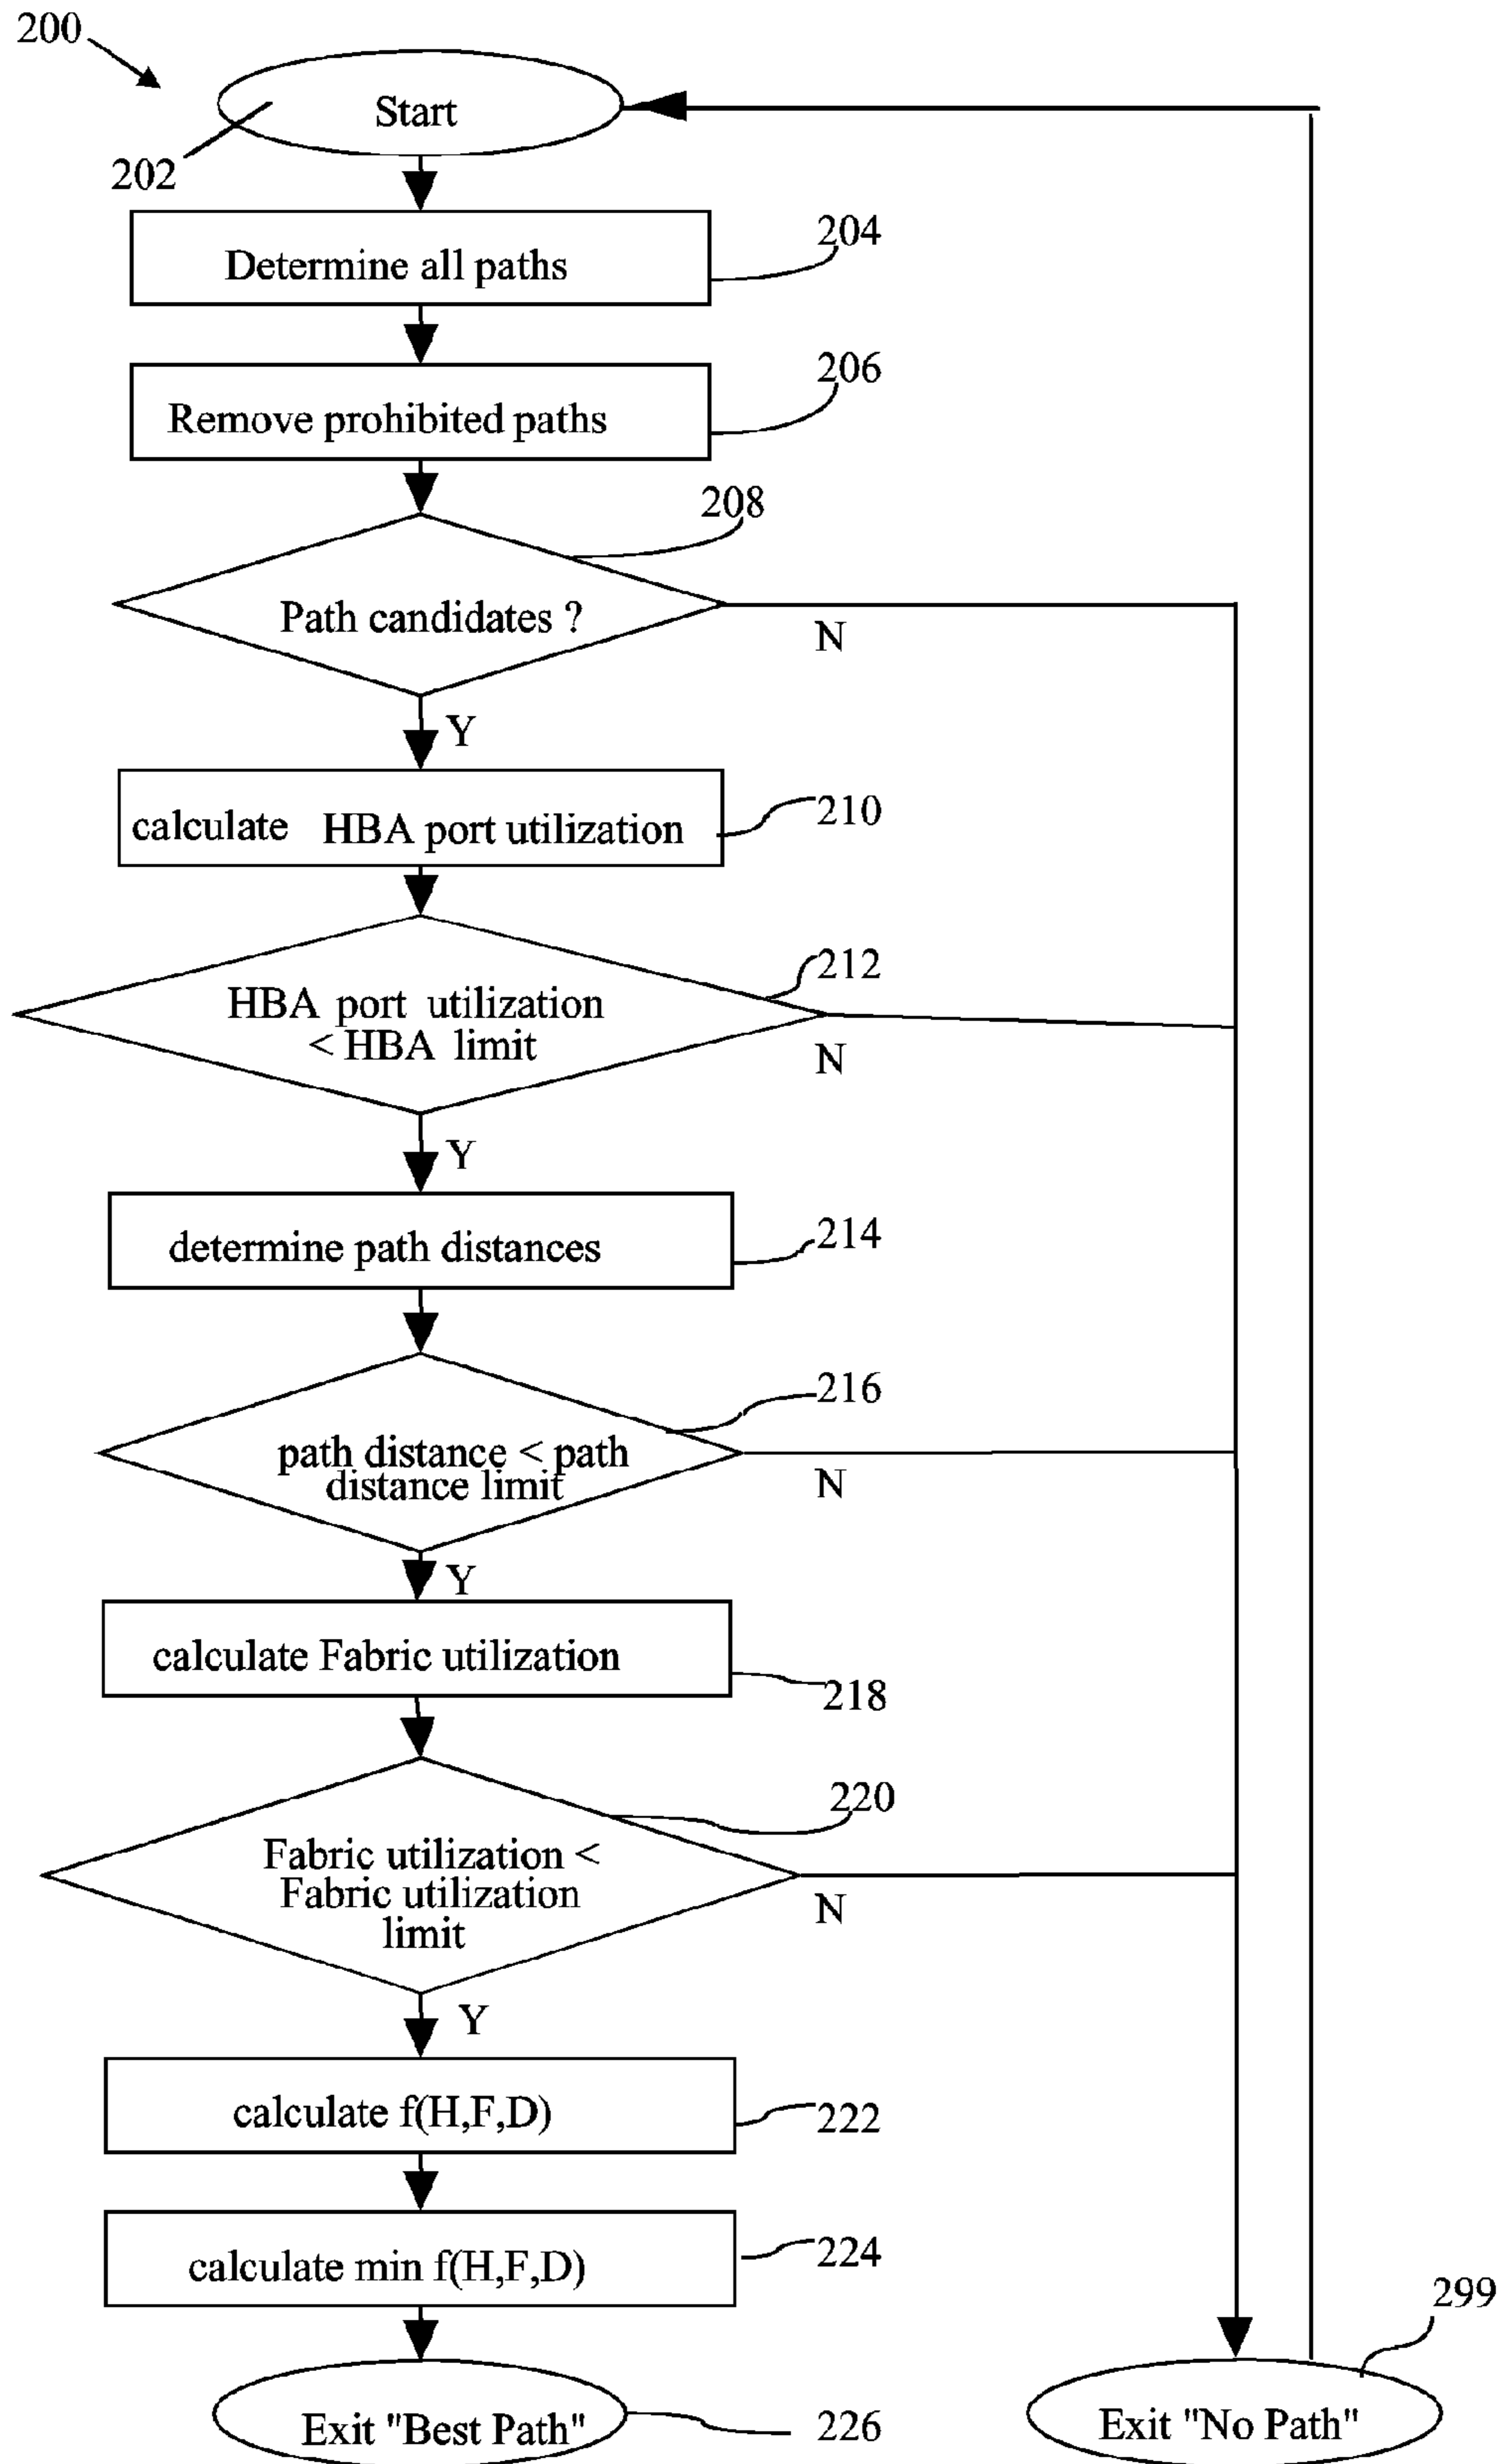 200
Start
202
204
Determine all paths
206
Remove prohibited paths
208
Path candidates ?
N
Y
calculate HBA port utilization
210
212
HBA port utilization
< HBA limit
N
Y
214
determine path distances
216
path distance < path
distance limit
N
Y
calculate Fabric utilization
218
220
Fabric utilization <
Fabric utilization
limit
N
Y
calculate f(H,F,D)
222
224
calculate min f(H,F,D)
299
Exit "Best Path"
226
Exit "No Path"